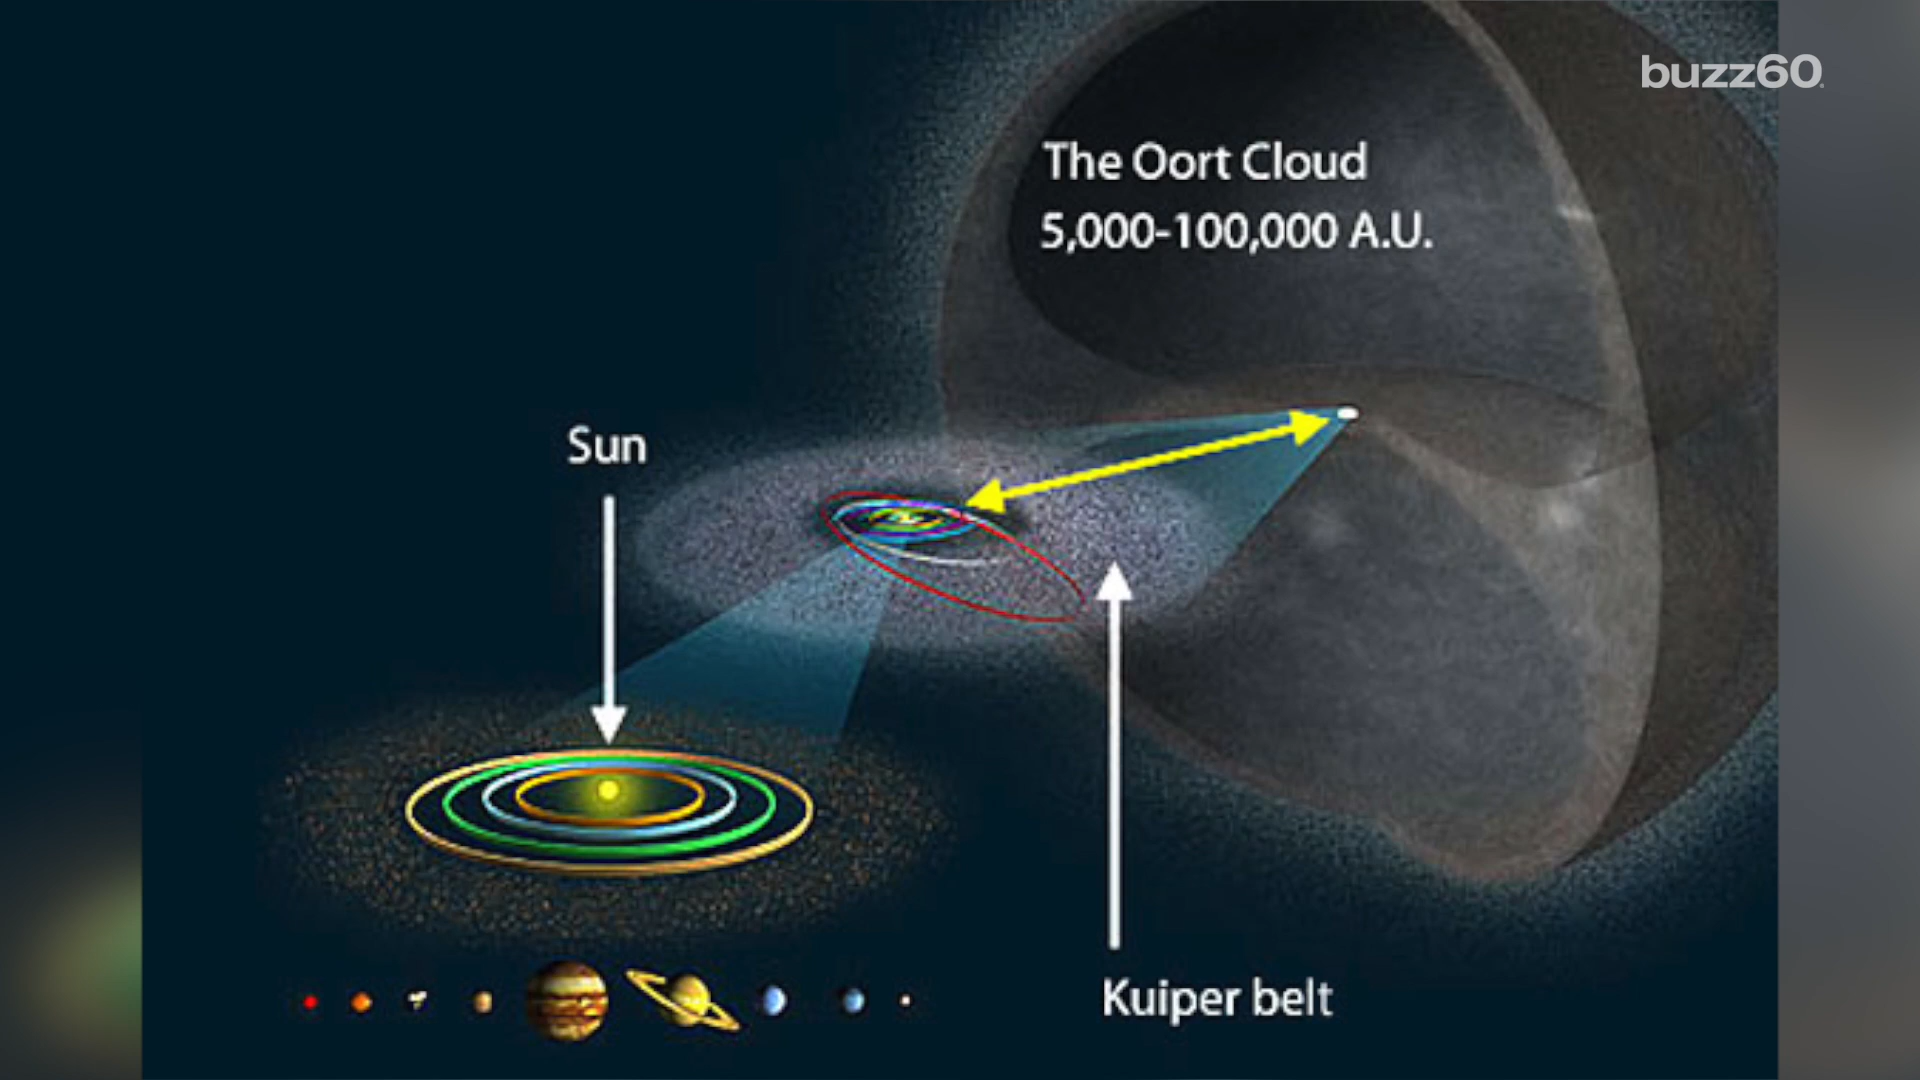 buzz60
The Oort Cloud
5,000-100,000 A.U.
Sun
Kuiper belt